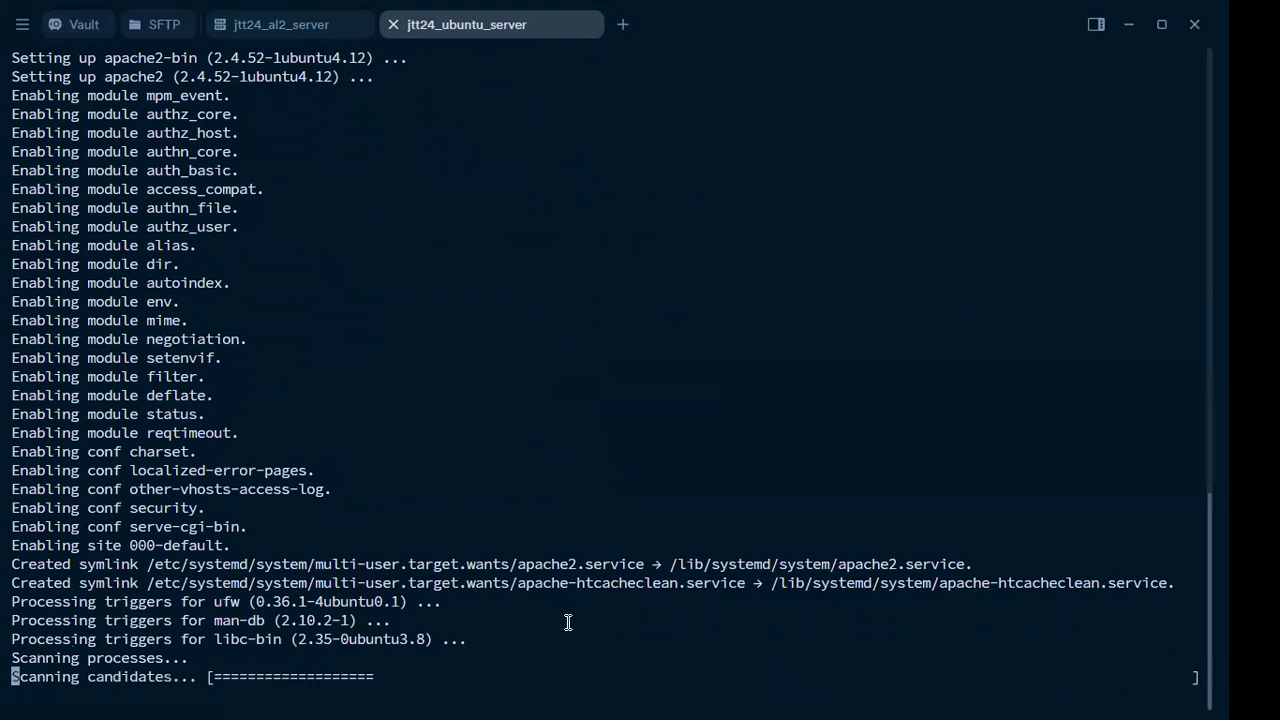 Vault SFTP jtt24_al2_server jtt24_ubuntu_server
Setting up apache2-bin (2.4.52-1ubuntu4.12) ...
Setting up apache2 (2.4.52-1ubuntu4.12) ...
Enabling module mpm_event.
Enabling module authz_core.
Enabling module authz_host.
Enabling module authn_core.
Enabling module auth_basic.
Enabling module access_compat.
Enabling module authn_file.
Enabling module authz_user.
Enabling module alias.
Enabling module dir.
Enabling module autoindex.
Enabling module env.
Enabling module mime.
Enabling module negotiation.
Enabling module setenvif.
Enabling module filter.
Enabling module deflate.
Enabling module status.
Enabling module reqtimeout.
Enabling conf charset.
Enabling conf localized-error-pages.
Enabling conf other-vhosts-access-log.
Enabling conf security.
Enabling conf serve-cgi-bin.
Enabling site 000-default.
Created symlink /etc/systemd/system/multi-user.target.wants/apache2.service → /lib/systemd/system/apache2.service.
Created symlink /etc/systemd/system/multi-user.target.wants/apache-htcacheclean.service → /lib/systemd/system/apache-htcacheclean.service.
Processing triggers for ufw (0.36.1-4ubuntu0.1) ...
Processing triggers for man-db (2.10.2-1) ...
Processing triggers for libc-bin (2.35-0ubuntu3.8) ...
Scanning processes...
Scanning candidates... [=================== ]